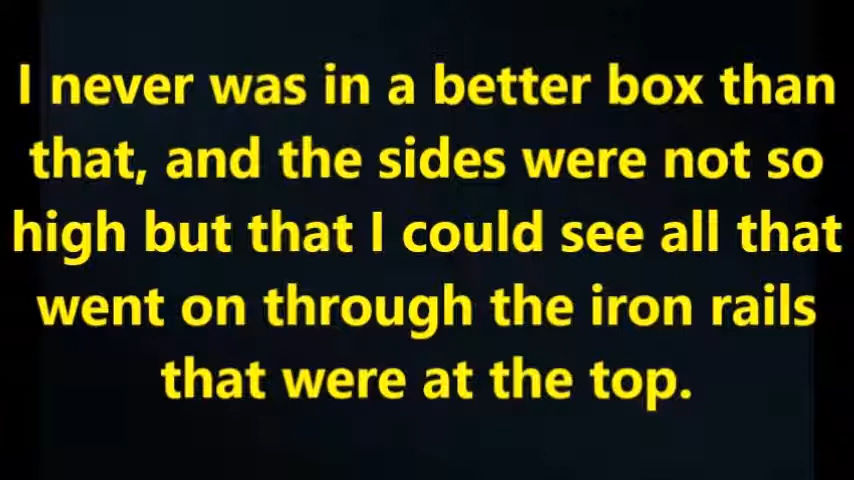 I never was in a better box than
that, and the sides were not so
high but that I could see all that
went on through the iron rails
that were at the top.